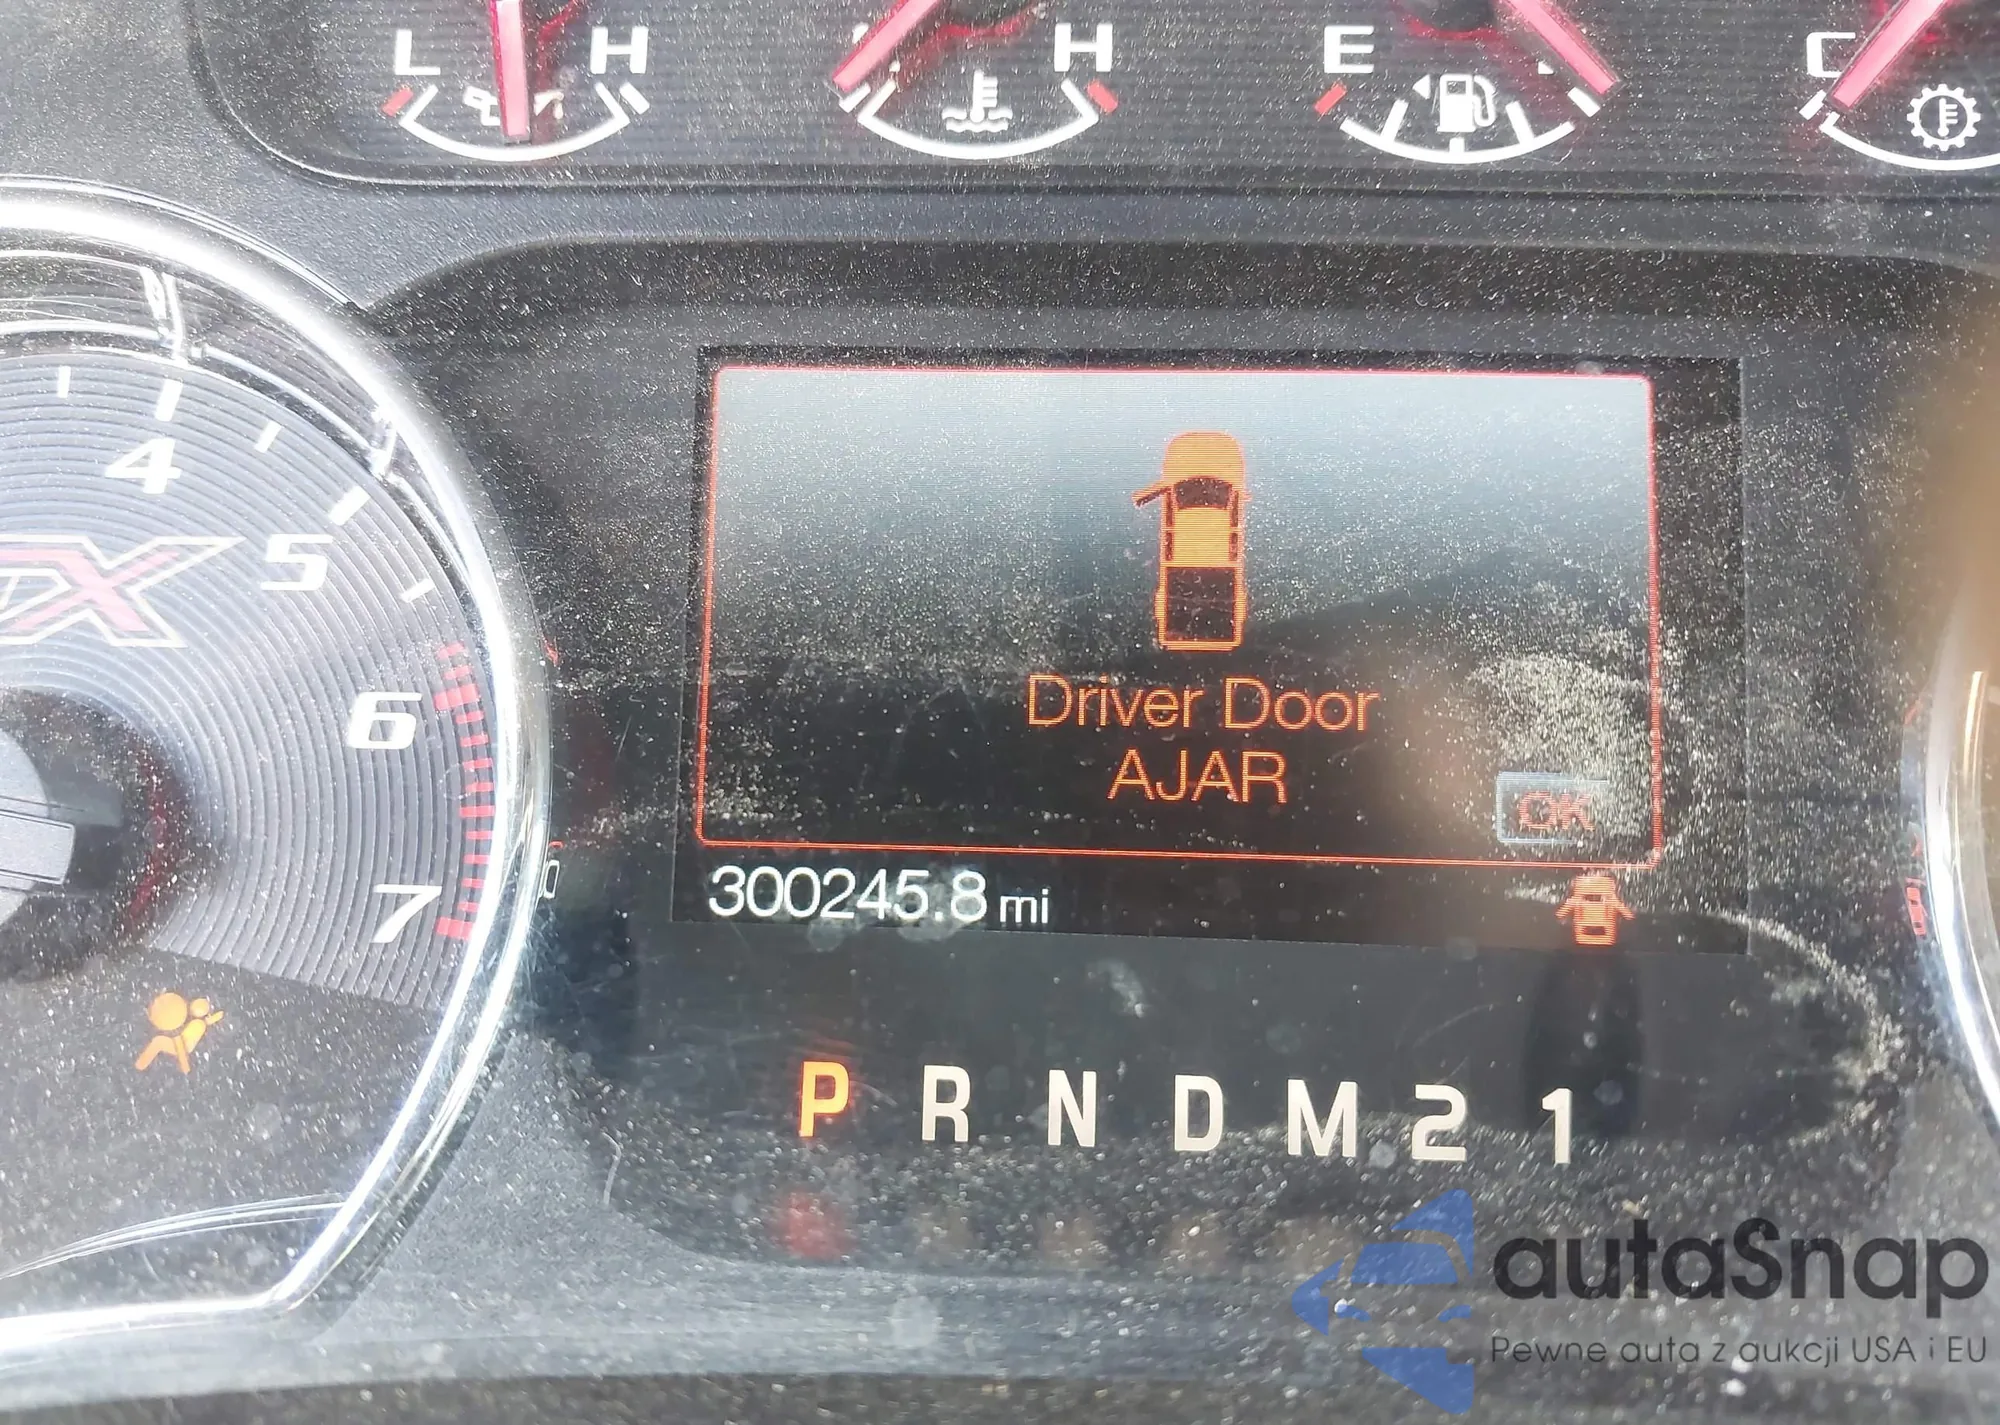 L H H E C
4
5
X
6
7
Driver Door
AJAR
OK
300245.8 mi
P R N D M 2 1
autaSnap
Pewne auta z aukcji USA i EU